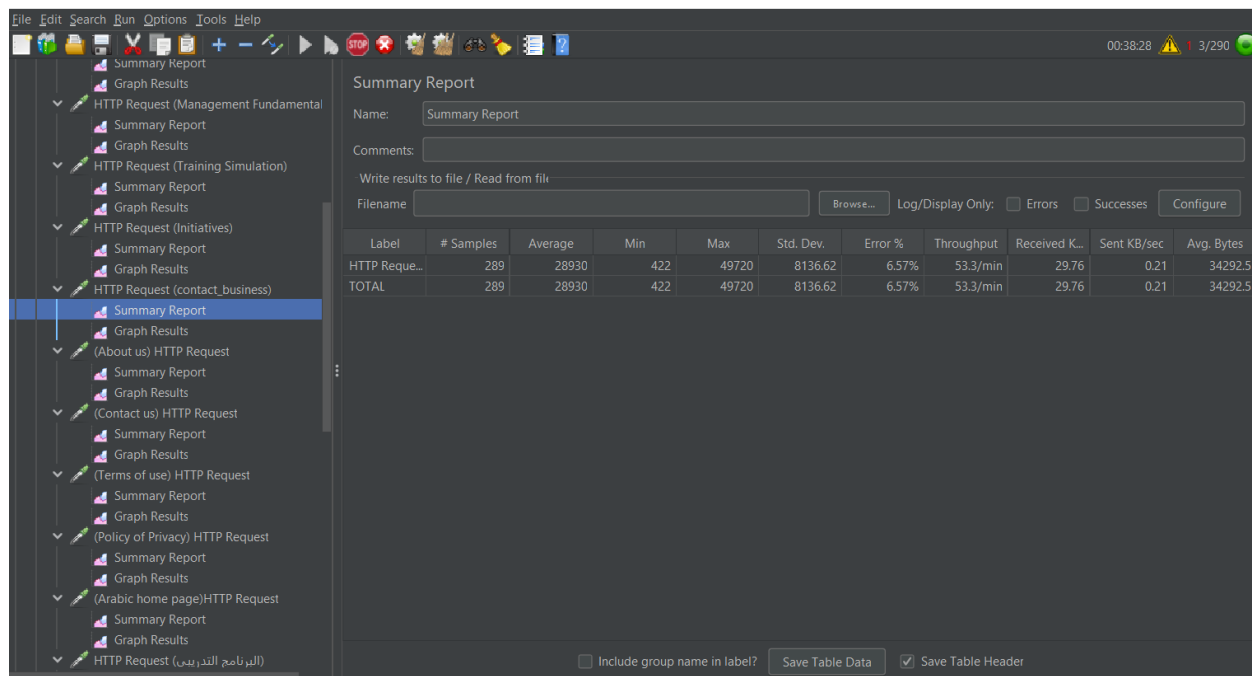 File Edit Search Run Options Tools Help
STOP
00:38:28 3/290
Summary Report
Graph Results
HTTP Request (Management Fundamental
Summary Report
Graph Results
HTTP Request (Training Simulation)
Summary Report
Graph Results
HTTP Request (Initiatives)
Summary Report
Graph Results
HTTP Request (contact_business)
Summary Report
Graph Results
(About us) HTTP Request
Summary Report
Graph Results
(Contact us) HTTP Request
Summary Report
Graph Results
(Terms of use) HTTP Request
Summary Report
Graph Results
(Policy of Privacy) HTTP Request
Summary Report
Graph Results
(Arabic home page)HTTP Request
Summary Report
Graph Results
HTTP Request (البرنامج التدريبي)
Summary Report
Name: Summary Report
Comments:
Write results to file / Read from file
Filename Browse... Log/Display Only: Errors Successes Configure
Label # Samples Average Min Max Std. Dev. Error % Throughput Received K... Sent KB/sec Avg. Bytes
HTTP Reque... 289 28930 422 49720 8136.62 6.57% 53.3/min 29.76 0.21 34292.5
TOTAL 289 28930 422 49720 8136.62 6.57% 53.3/min 29.76 0.21 34292.5
Include group name in label? Save Table Data Save Table Header